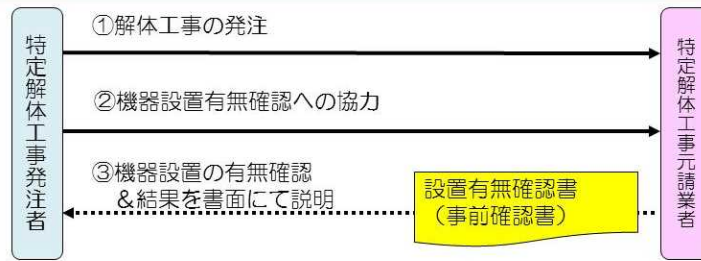 特定解体工事発注者
①解体工事の発注
②機器設置有無確認への協力
③機器設置の有無確認
&結果を書面にて説明
設置有無確認書
(事前確認書)
特定解体工事元請業者